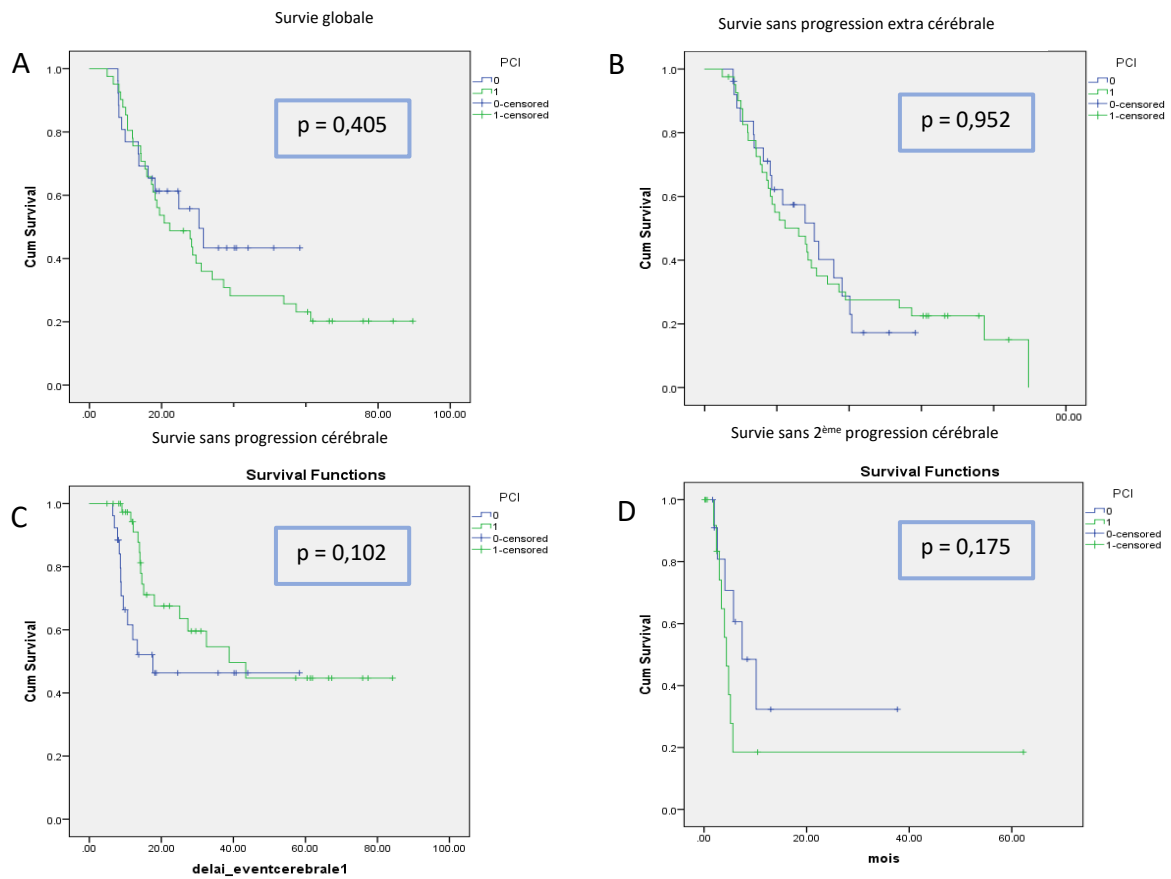 Survie globale
A
PCI
0
1
0-censored
1-censored
p = 0,405
Cum Survival
1.0
0.8
0.6
0.4
0.2
0.0
.00
20.00
80.00
100.00
Survie sans progression extra cérébrale
B
PCI
0
1
0-censored
1-censored
p = 0,952
Cum Survival
1.0
0.8
0.6
0.4
0.2
0.0
00.00
Survie sans progression cérébrale
Survival Functions
C
PCI
0
1
0-censored
1-censored
p = 0,102
Cum Survival
1.0
0.8
0.6
0.4
0.2
0.0
.00
20.00
40.00
60.00
80.00
100.00
delai_eventcerebrale1
Survie sans 2ème progression cérébrale
Survival Functions
D
PCI
0
1
0-censored
1-censored
p = 0,175
Cum Survival
1.0
0.8
0.6
0.4
0.2
0.0
.00
20.00
40.00
60.00
mois